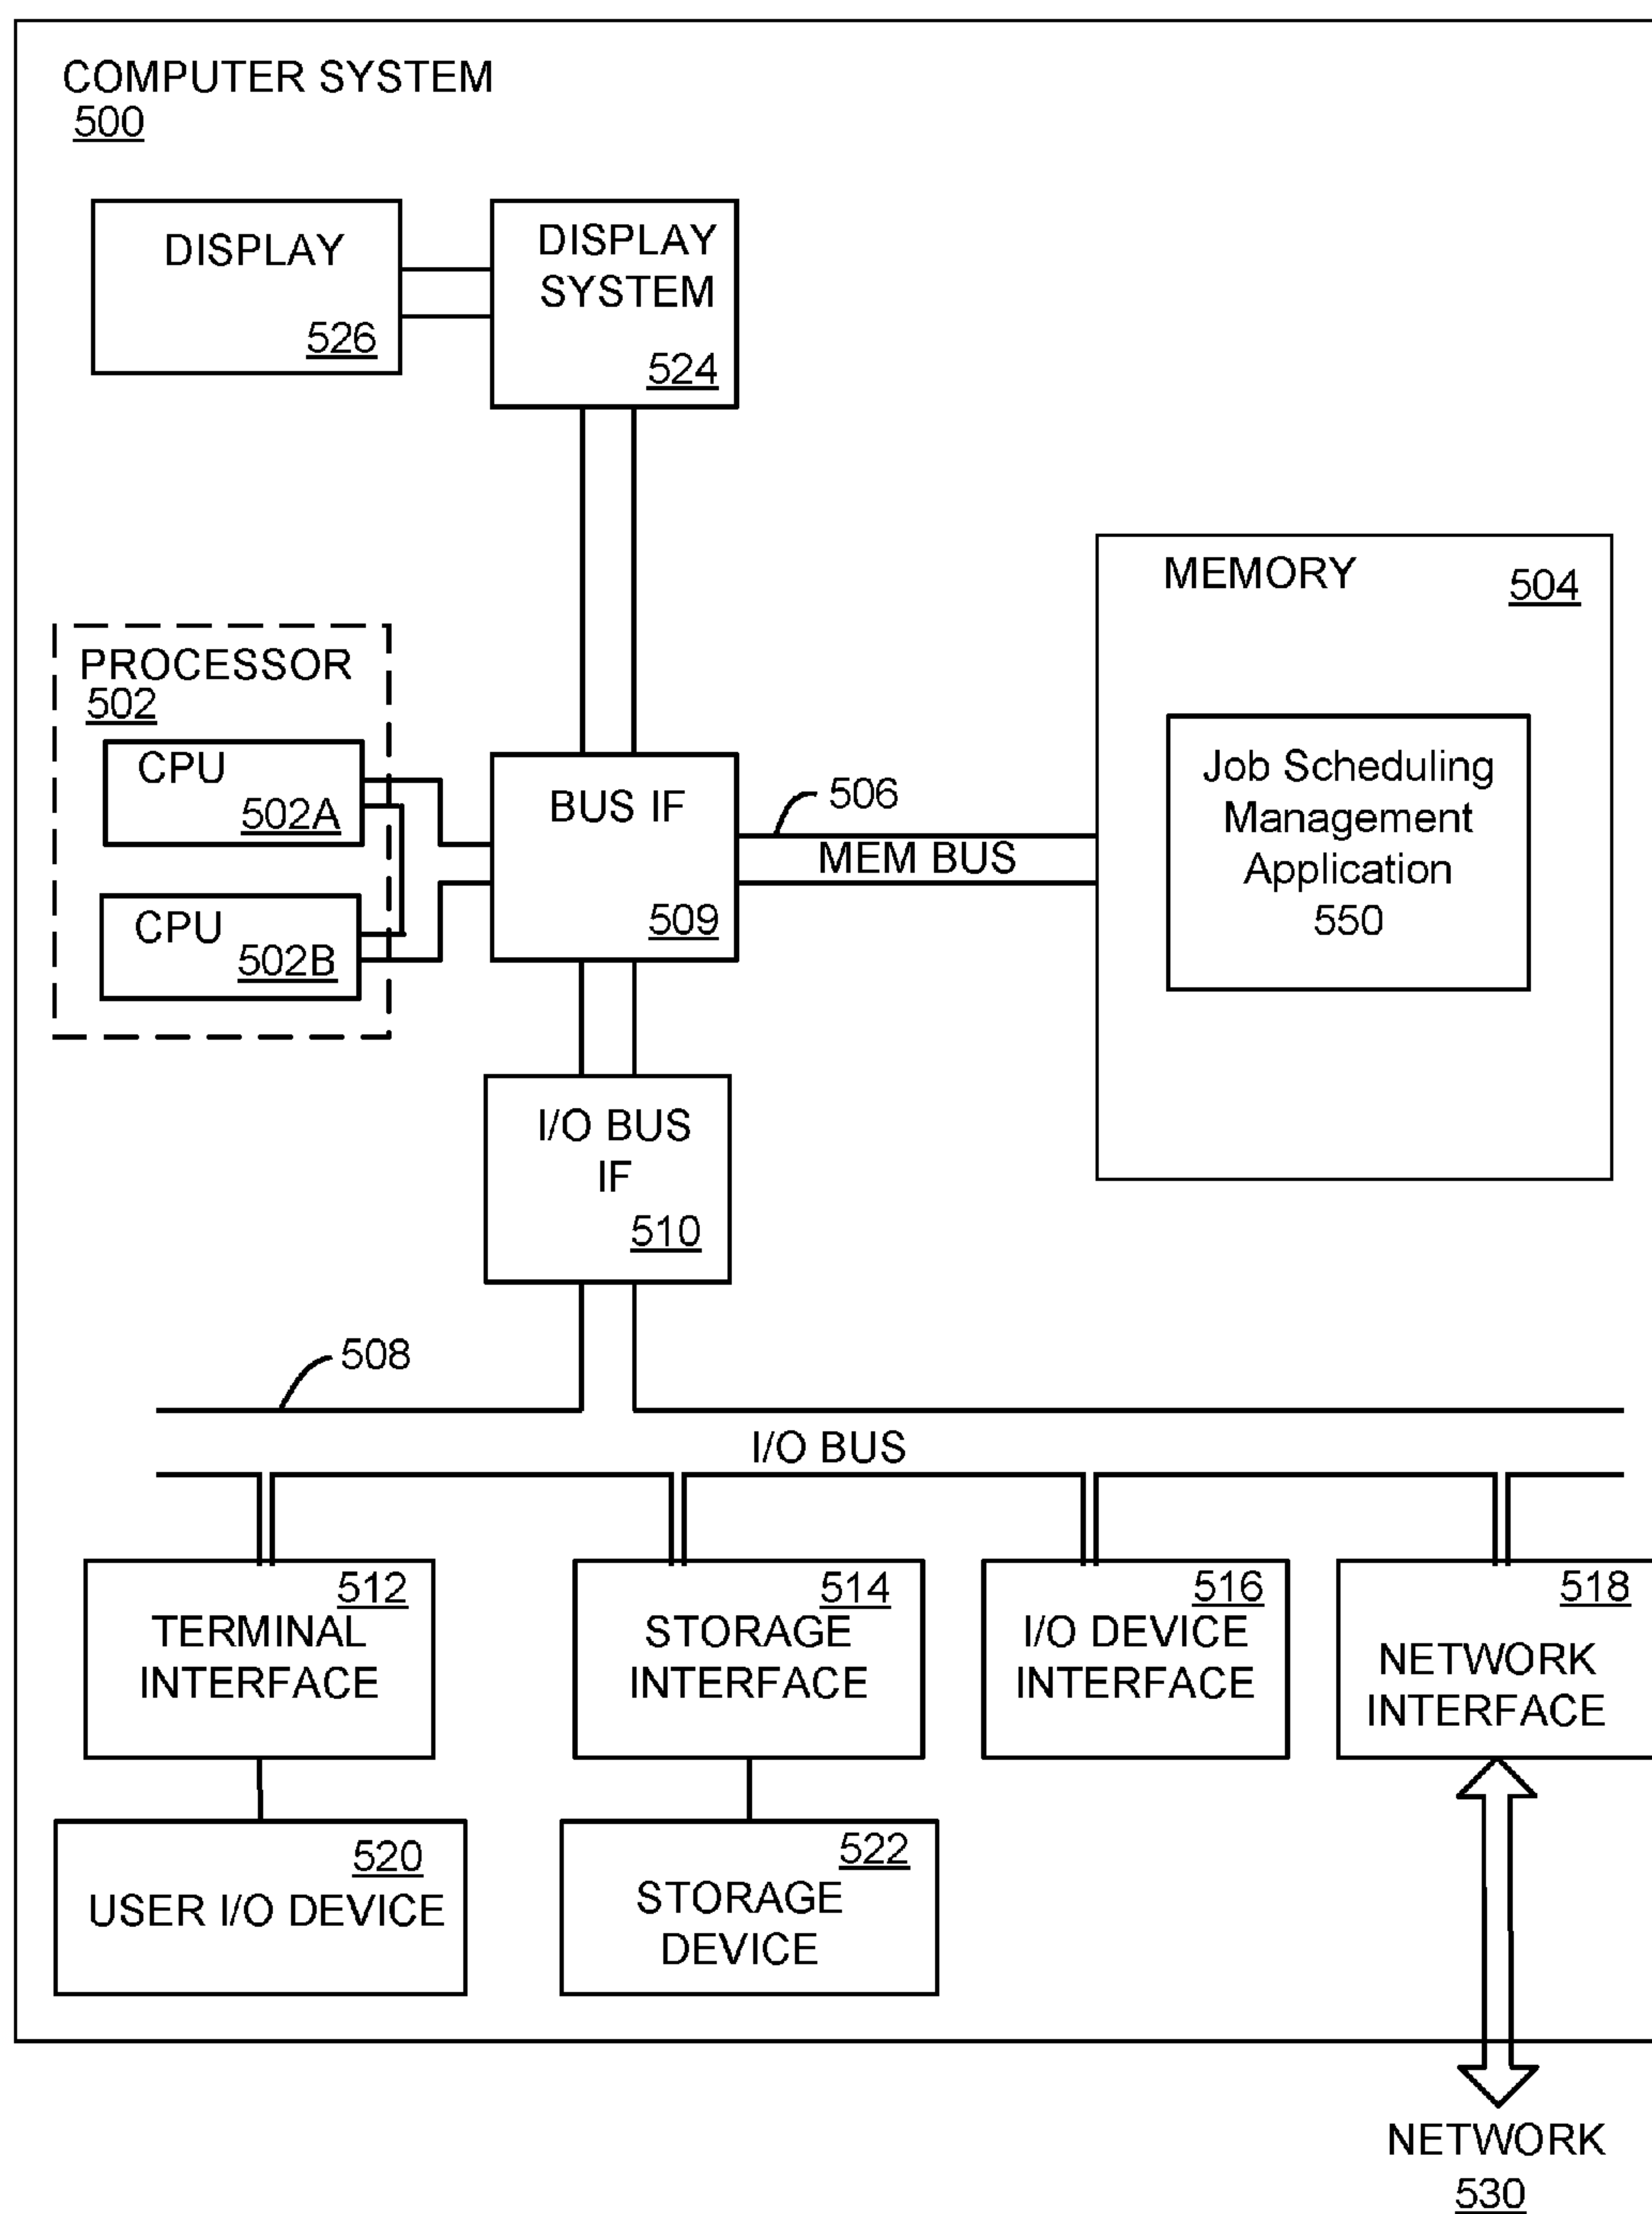 COMPUTER SYSTEM
500
DISPLAY
526
DISPLAY
SYSTEM
524
MEMORY
504
Job Scheduling
Management
Application
550
PROCESSOR
502
CPU
502A
CPU
502B
BUS IF
509
506
MEM BUS
I/O BUS
IF
510
508
I/O BUS
512
TERMINAL
INTERFACE
514
STORAGE
INTERFACE
516
I/O DEVICE
INTERFACE
518
NETWORK
INTERFACE
520
USER I/O DEVICE
522
STORAGE
DEVICE
NETWORK
530